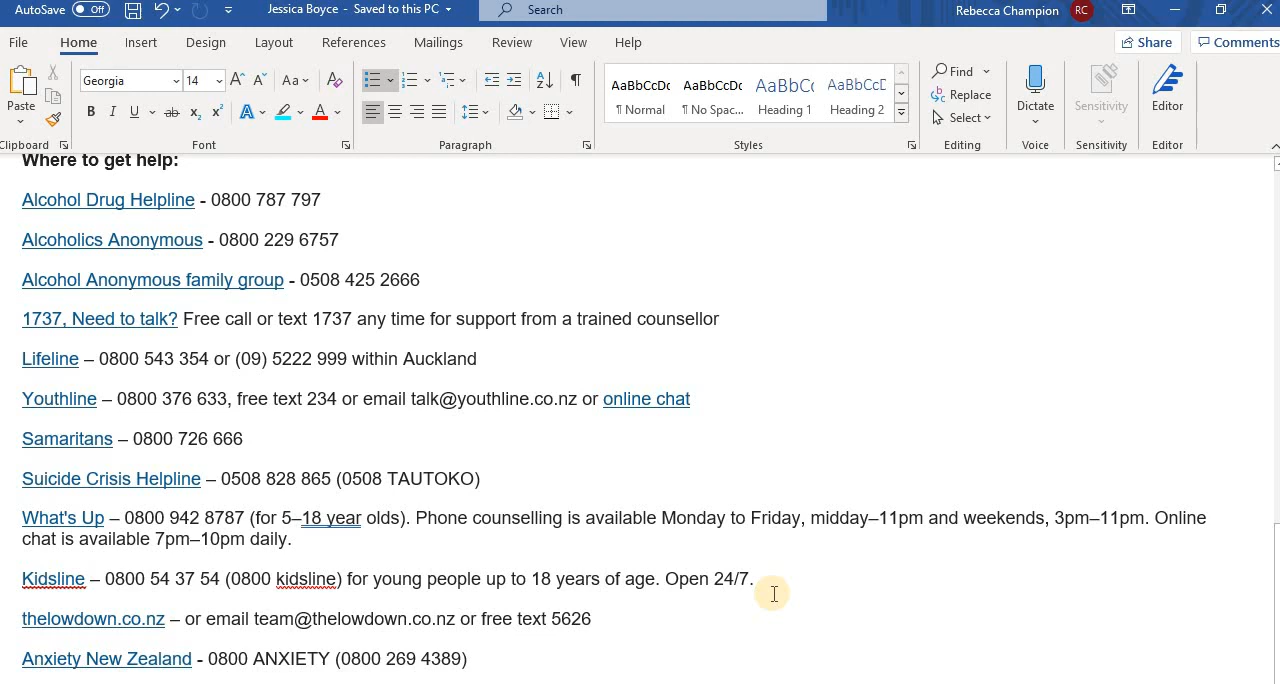 AutoSave Off Jessica Boyce - Saved to this PC Search Rebecca Champion RC
File Home Insert Design Layout References Mailings Review View Help Share Comments
Georgia 14 A A Aa A AaBbCcDc AaBbCcDc AaBbC AaBbCcD Find
Paste B I U ab x₂ x² A A ¶ Normal ¶ No Spac... Heading 1 Heading 2 Replace Dictate Sensitivity Editor
Select
Clipboard Font Paragraph Styles Editing Voice Sensitivity Editor
Where to get help:
Alcohol Drug Helpline - 0800 787 797
Alcoholics Anonymous - 0800 229 6757
Alcohol Anonymous family group - 0508 425 2666
1737, Need to talk? Free call or text 1737 any time for support from a trained counsellor
Lifeline – 0800 543 354 or (09) 5222 999 within Auckland
Youthline – 0800 376 633, free text 234 or email talk@youthline.co.nz or online chat
Samaritans – 0800 726 666
Suicide Crisis Helpline – 0508 828 865 (0508 TAUTOKO)
What's Up – 0800 942 8787 (for 5–18 year olds). Phone counselling is available Monday to Friday, midday–11pm and weekends, 3pm–11pm. Online
chat is available 7pm–10pm daily.
Kidsline – 0800 54 37 54 (0800 kidsline) for young people up to 18 years of age. Open 24/7.
thelowdown.co.nz – or email team@thelowdown.co.nz or free text 5626
Anxiety New Zealand - 0800 ANXIETY (0800 269 4389)